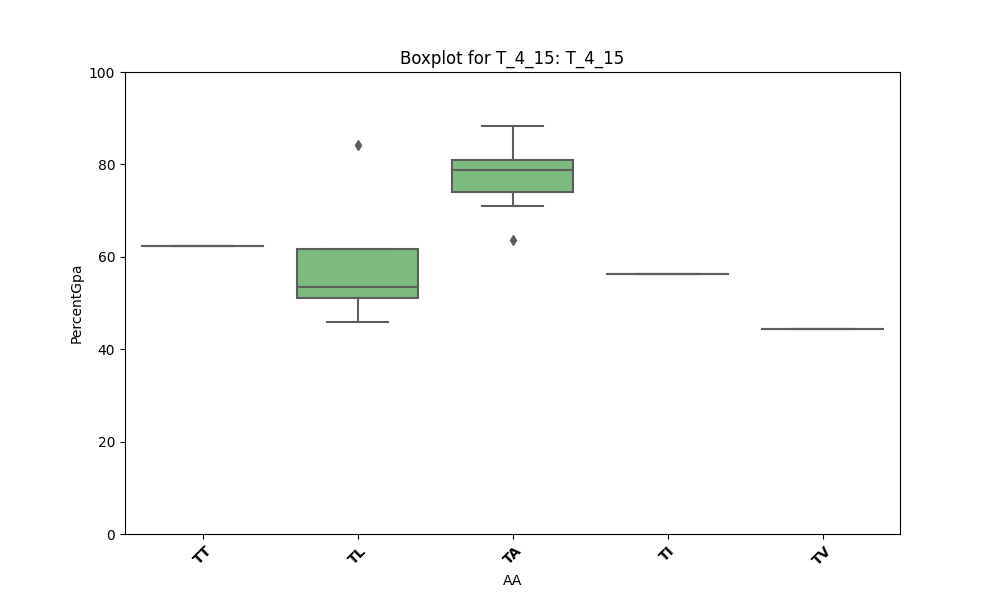 Boxplot for T_4_15: T_4_15
100
80
60
40
20
0
PercentGpa
TT
TL
TA
TI
TV
AA